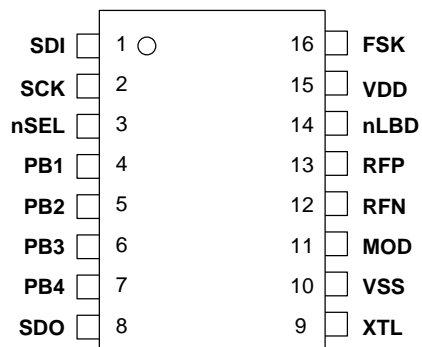 SDI 1 16 FSK
SCK 2 15 VDD
nSEL 3 14 nLBD
PB1 4 13 RFP
PB2 5 12 RFN
PB3 6 11 MOD
PB4 7 10 VSS
SDO 8 9 XTL